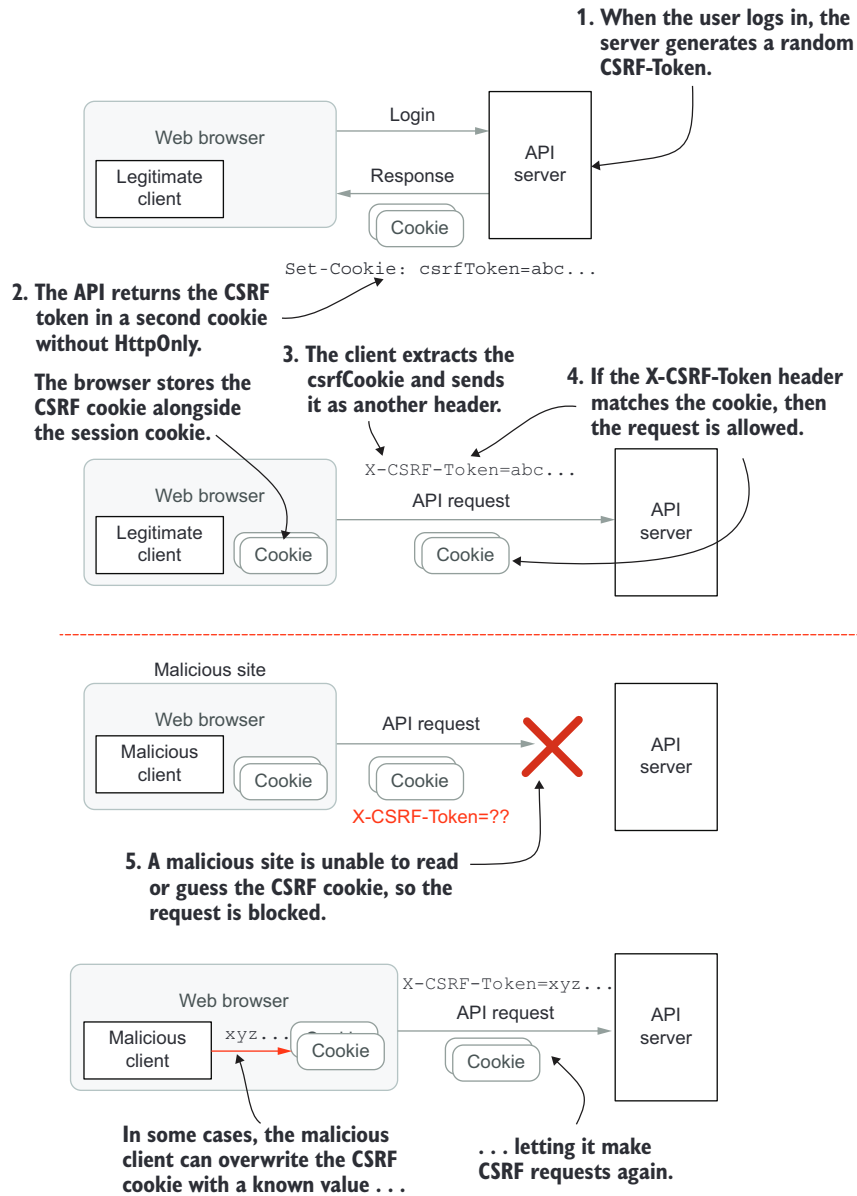 1. When the user logs in, the
server generates a random
CSRF-Token.
Login
Web browser
API
server
Legitimate
client
Response
Cookie
Set-Cookie: csrfToken=abc...
2. The API returns the CSRF
token in a second cookie
without HttpOnly.
3. The client extracts the
csrfCookie and sends
it as another header.
The browser stores the
CSRF cookie alongside
the session cookie.
4. If the X-CSRF-Token header
matches the cookie, then
the request is allowed.
X-CSRF-Token=abc...
Web browser
API request
API
server
Legitimate
client
Cookie
Cookie
Malicious site
Web browser
API request
API
server
Malicious
client
Cookie
Cookie
X-CSRF-Token=??
5. A malicious site is unable to read
or guess the CSRF cookie, so the
request is blocked.
X-CSRF-Token=xyz...
Web browser
API request
API
server
Malicious
client
xyz...
Cookie
Cookie
In some cases, the malicious
client can overwrite the CSRF
cookie with a known value . . .
. . . letting it make
CSRF requests again.